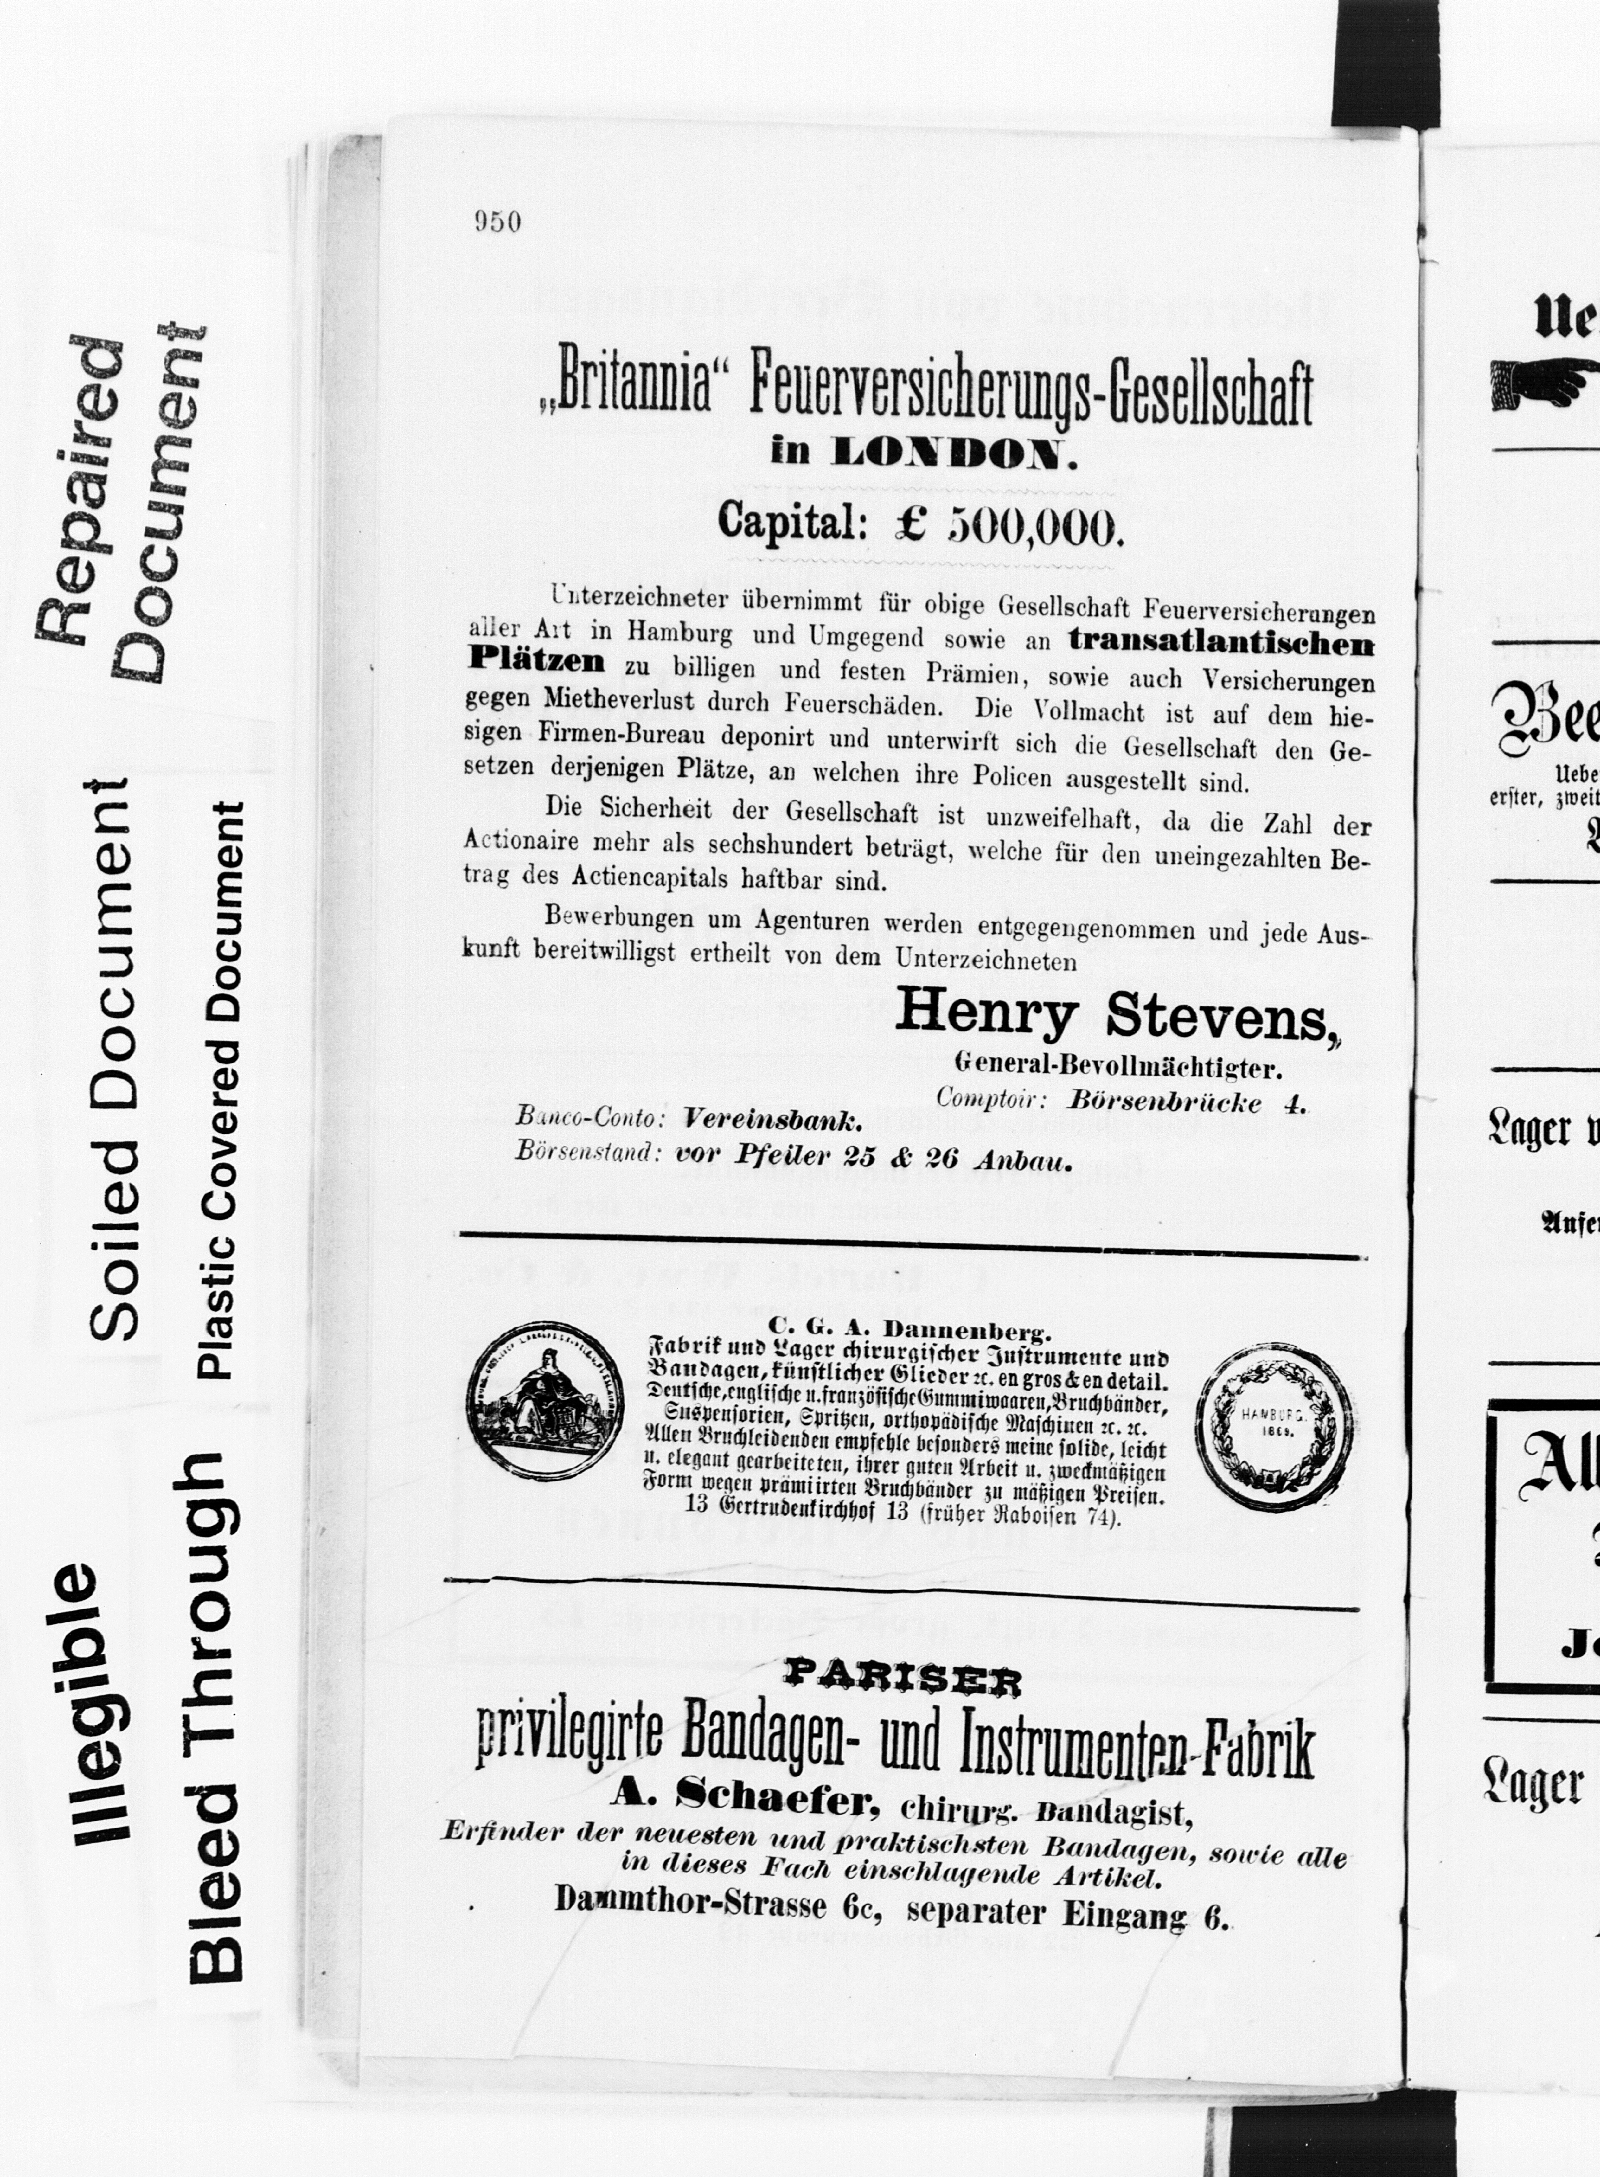 Repaired
Document
Soiled Document
Plastic Covered Document
Illegible
Bleed Through
950
„Britannia“ Feuerversicherungs-Gesellschaft
in LONDON.
Capital: £ 500,000.
Unterzeichneter übernimmt für obige Gesellschaft Feuerversicherungen
aller Art in Hamburg und Umgegend sowie an transatlantischen
Plätzen zu billigen und festen Prämien, sowie auch Versicherungen
gegen Mietheverlust durch Feuerschäden. Die Vollmacht ist auf dem hie-
sigen Firmen-Bureau deponirt und unterwirft sich die Gesellschaft den Ge-
setzen derjenigen Plätze, an welchen ihre Policen ausgestellt sind.
Die Sicherheit der Gesellschaft ist unzweifelhaft, da die Zahl der
Actionaire mehr als sechshundert beträgt, welche für den uneingezahlten Be-
trag des Actiencapitals haftbar sind.
Bewerbungen um Agenturen werden entgegengenommen und jede Aus-
kunft bereitwilligst ertheilt von dem Unterzeichneten
Henry Stevens,
General-Bevollmächtigter.
Comptoir: Börsenbrücke 4.
Banco-Conto: Vereinsbank.
Börsenstand: vor Pfeiler 25 & 26 Anbau.
C. G. A. Dannenberg.
Fabrik und Lager chirurgischer Instrumente und
Bandagen, künstlicher Glieder ꝛc. en gros & en detail.
Deutsche, englische u. französische Gummiwaaren, Bruchbänder,
Suspensorien, Spritzen, orthopädische Maschinen ꝛc. ꝛc.
Allen Bruchleidenden empfehle besonders meine solide, leicht
u. elegant gearbeiteten, ihrer guten Arbeit u. zweckmäßigen
Form wegen prämiirten Bruchbänder zu mäßigen Preisen.
13 Gertrudenkirchhof 13 (früher Raboisen 74).
HAMBURG.
1869.
PARISER
privilegirte Bandagen- und Instrumenten-Fabrik
A. Schaefer, chirurg. Bandagist,
Erfinder der neuesten und praktischsten Bandagen, sowie alle
in dieses Fach einschlagende Artikel.
Dammthor-Strasse 6c, separater Eingang 6.
Bee
Uebe
erster, zweit
Lager
Anfer
All
Je
Lager